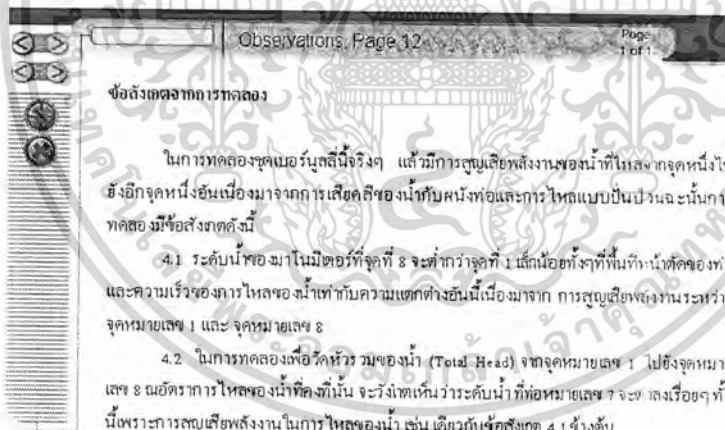 Observations, Page 12
Page
1 of 1
ข้อสังเกตจากการทดลอง
ในการทดลองชุดเบอร์นูลลีนี้จริงๆ แล้วมีการสูญเสียพลังงานของน้ำที่ไหลจากจุดหนึ่งไป
ยังอีกจุดหนึ่งอันเนื่องมาจากการเสียดสีของน้ำกับผนังท่อและการไหลแบบปั่นป่วนฉะนั้นกา
ทดลองมีข้อสังเกตดังนี้
4.1 ระดับน้ำของมาโนมิเตอร์ที่จุดที่ 8 จะต่ำกว่าจุดที่ 1 เล็กน้อยทั้งๆที่พื้นที่หน้าตัดของท่
และความเร็วของการไหลของน้ำเท่ากับความแตกต่างอันนี้เนื่องมาจาก การสูญเสียพลังงานระหว่
จุดหมายเลข 1 และ จุดหมายเลข 8
4.2 ในการทดลองเพื่อวัดหัวรวมของน้ำ (Total Head) จากจุดหมายเลข 1 ไปยังจุดหมา
เลข 8 ณอัตราการไหลของน้ำที่คงที่นั้น จะสังเกตเห็นว่าระดับน้ำ ที่ท่อหมายเลข 7 จะลดลงเรื่อยๆ ทั้
นี้เพราะการสูญเสียพลังงานในการไหลของน้ำ เช่น เดียวกับข้อสังเกต 4.1 ข้างต้น